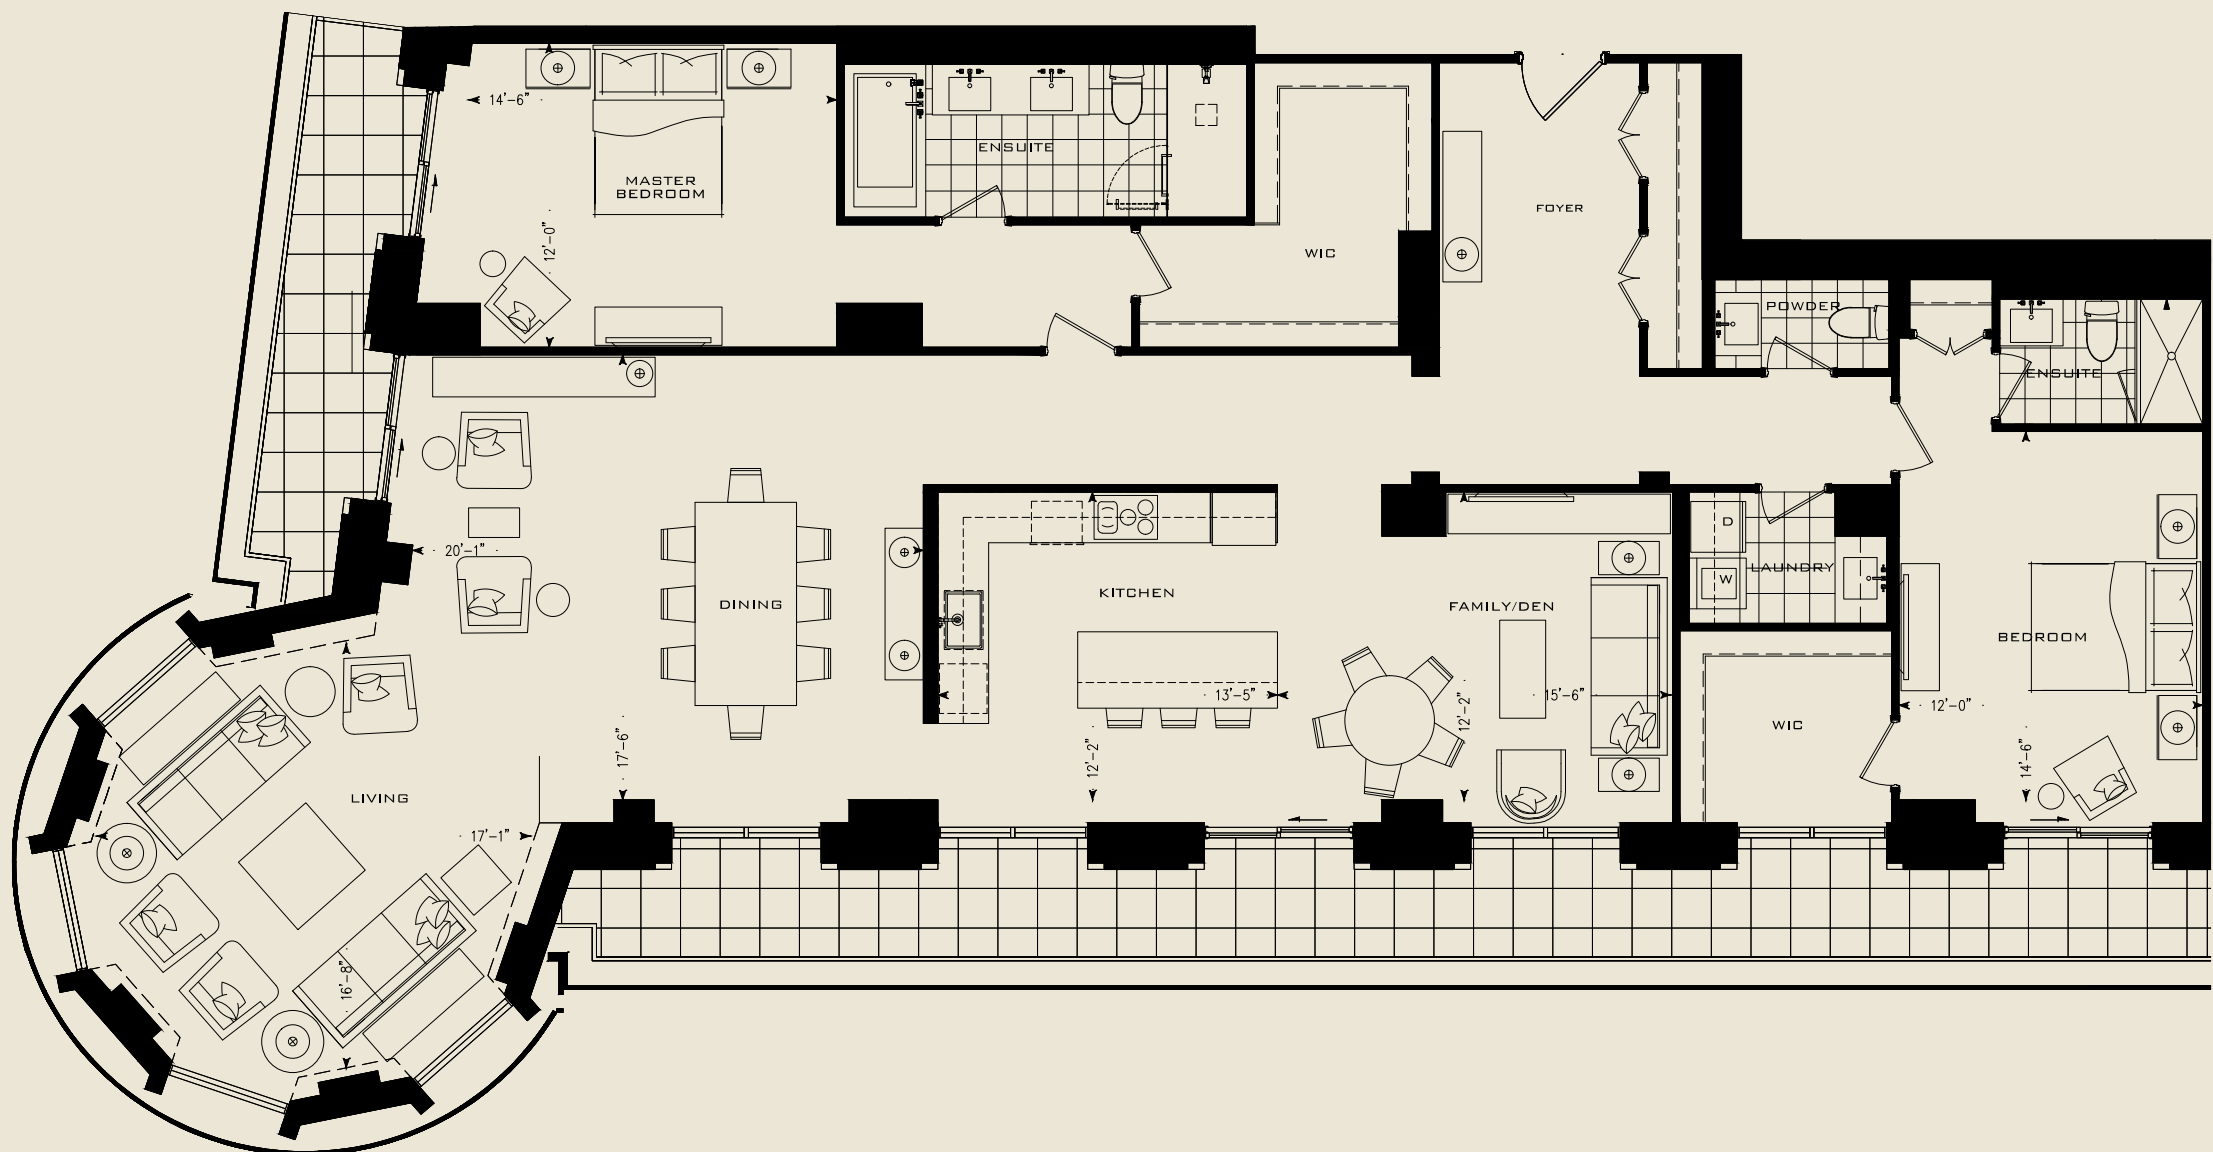 14'-6"
MASTER
BEDROOM
12'-0"
ENSUITE
WIC
FOYER
POWDER
ENSUITE
20'-1"
DINING
KITCHEN
FAMILY/DEN
D
W
LAUNDRY
BEDROOM
13'-5"
15'-6"
12'-2"
12'-0"
WIC
17'-6"
12'-2"
14'-6"
LIVING
17'-1"
16'-8"